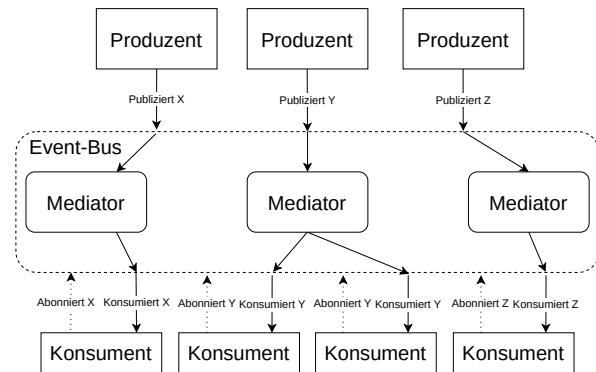 Produzent
Produzent
Produzent
Publiziert X
Publiziert Y
Publiziert Z
Event-Bus
Mediator
Mediator
Mediator
Abonniert X
Konsumiert X
Abonniert Y
Konsumiert Y
Abonniert Y
Konsumiert Y
Abonniert Z
Konsumiert Z
Konsument
Konsument
Konsument
Konsument